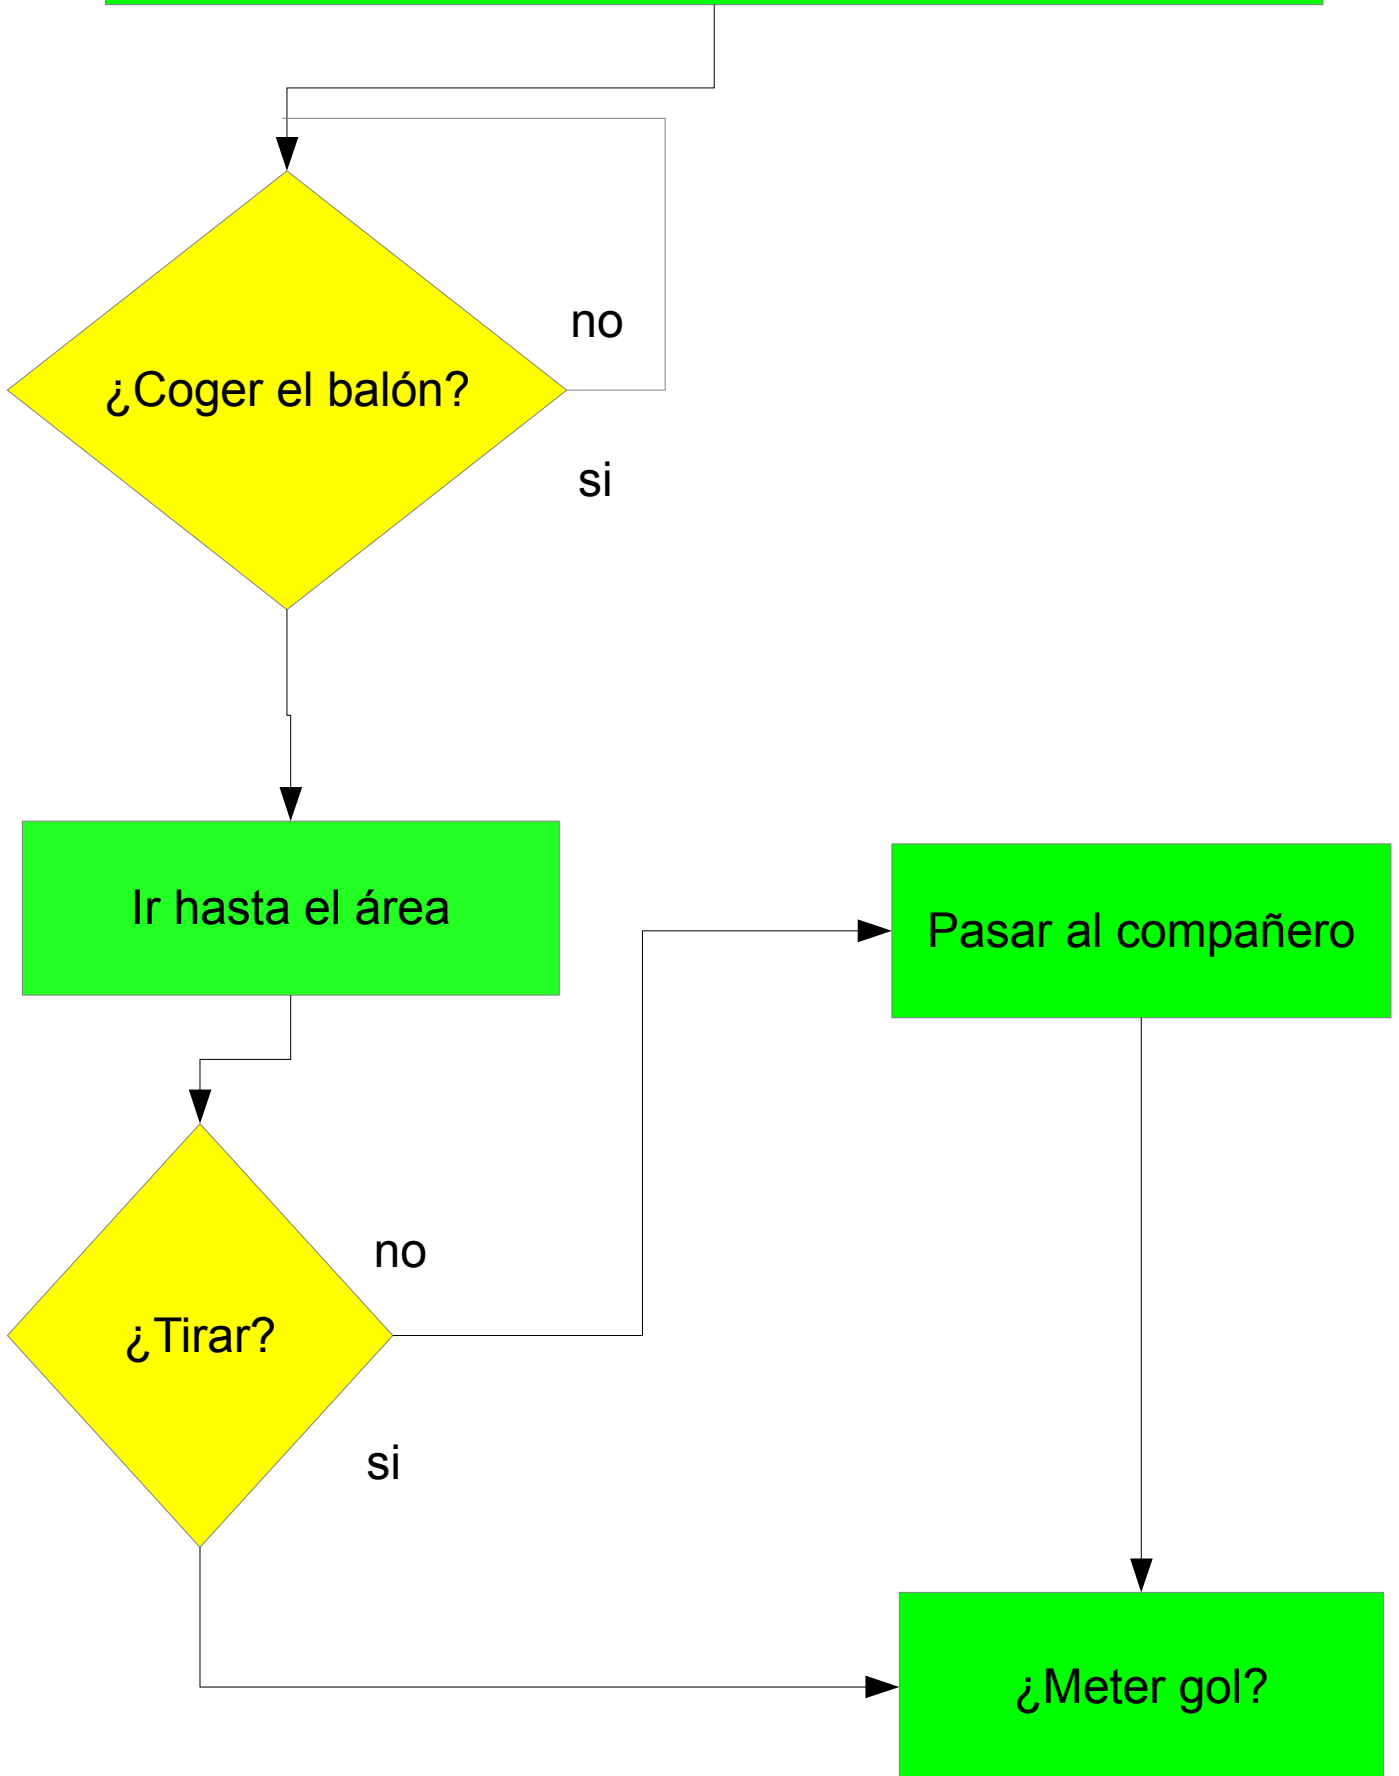 no
¿Coger el balón?
si
Ir hasta el área
Pasar al compañero
no
¿Tirar?
si
¿Meter gol?